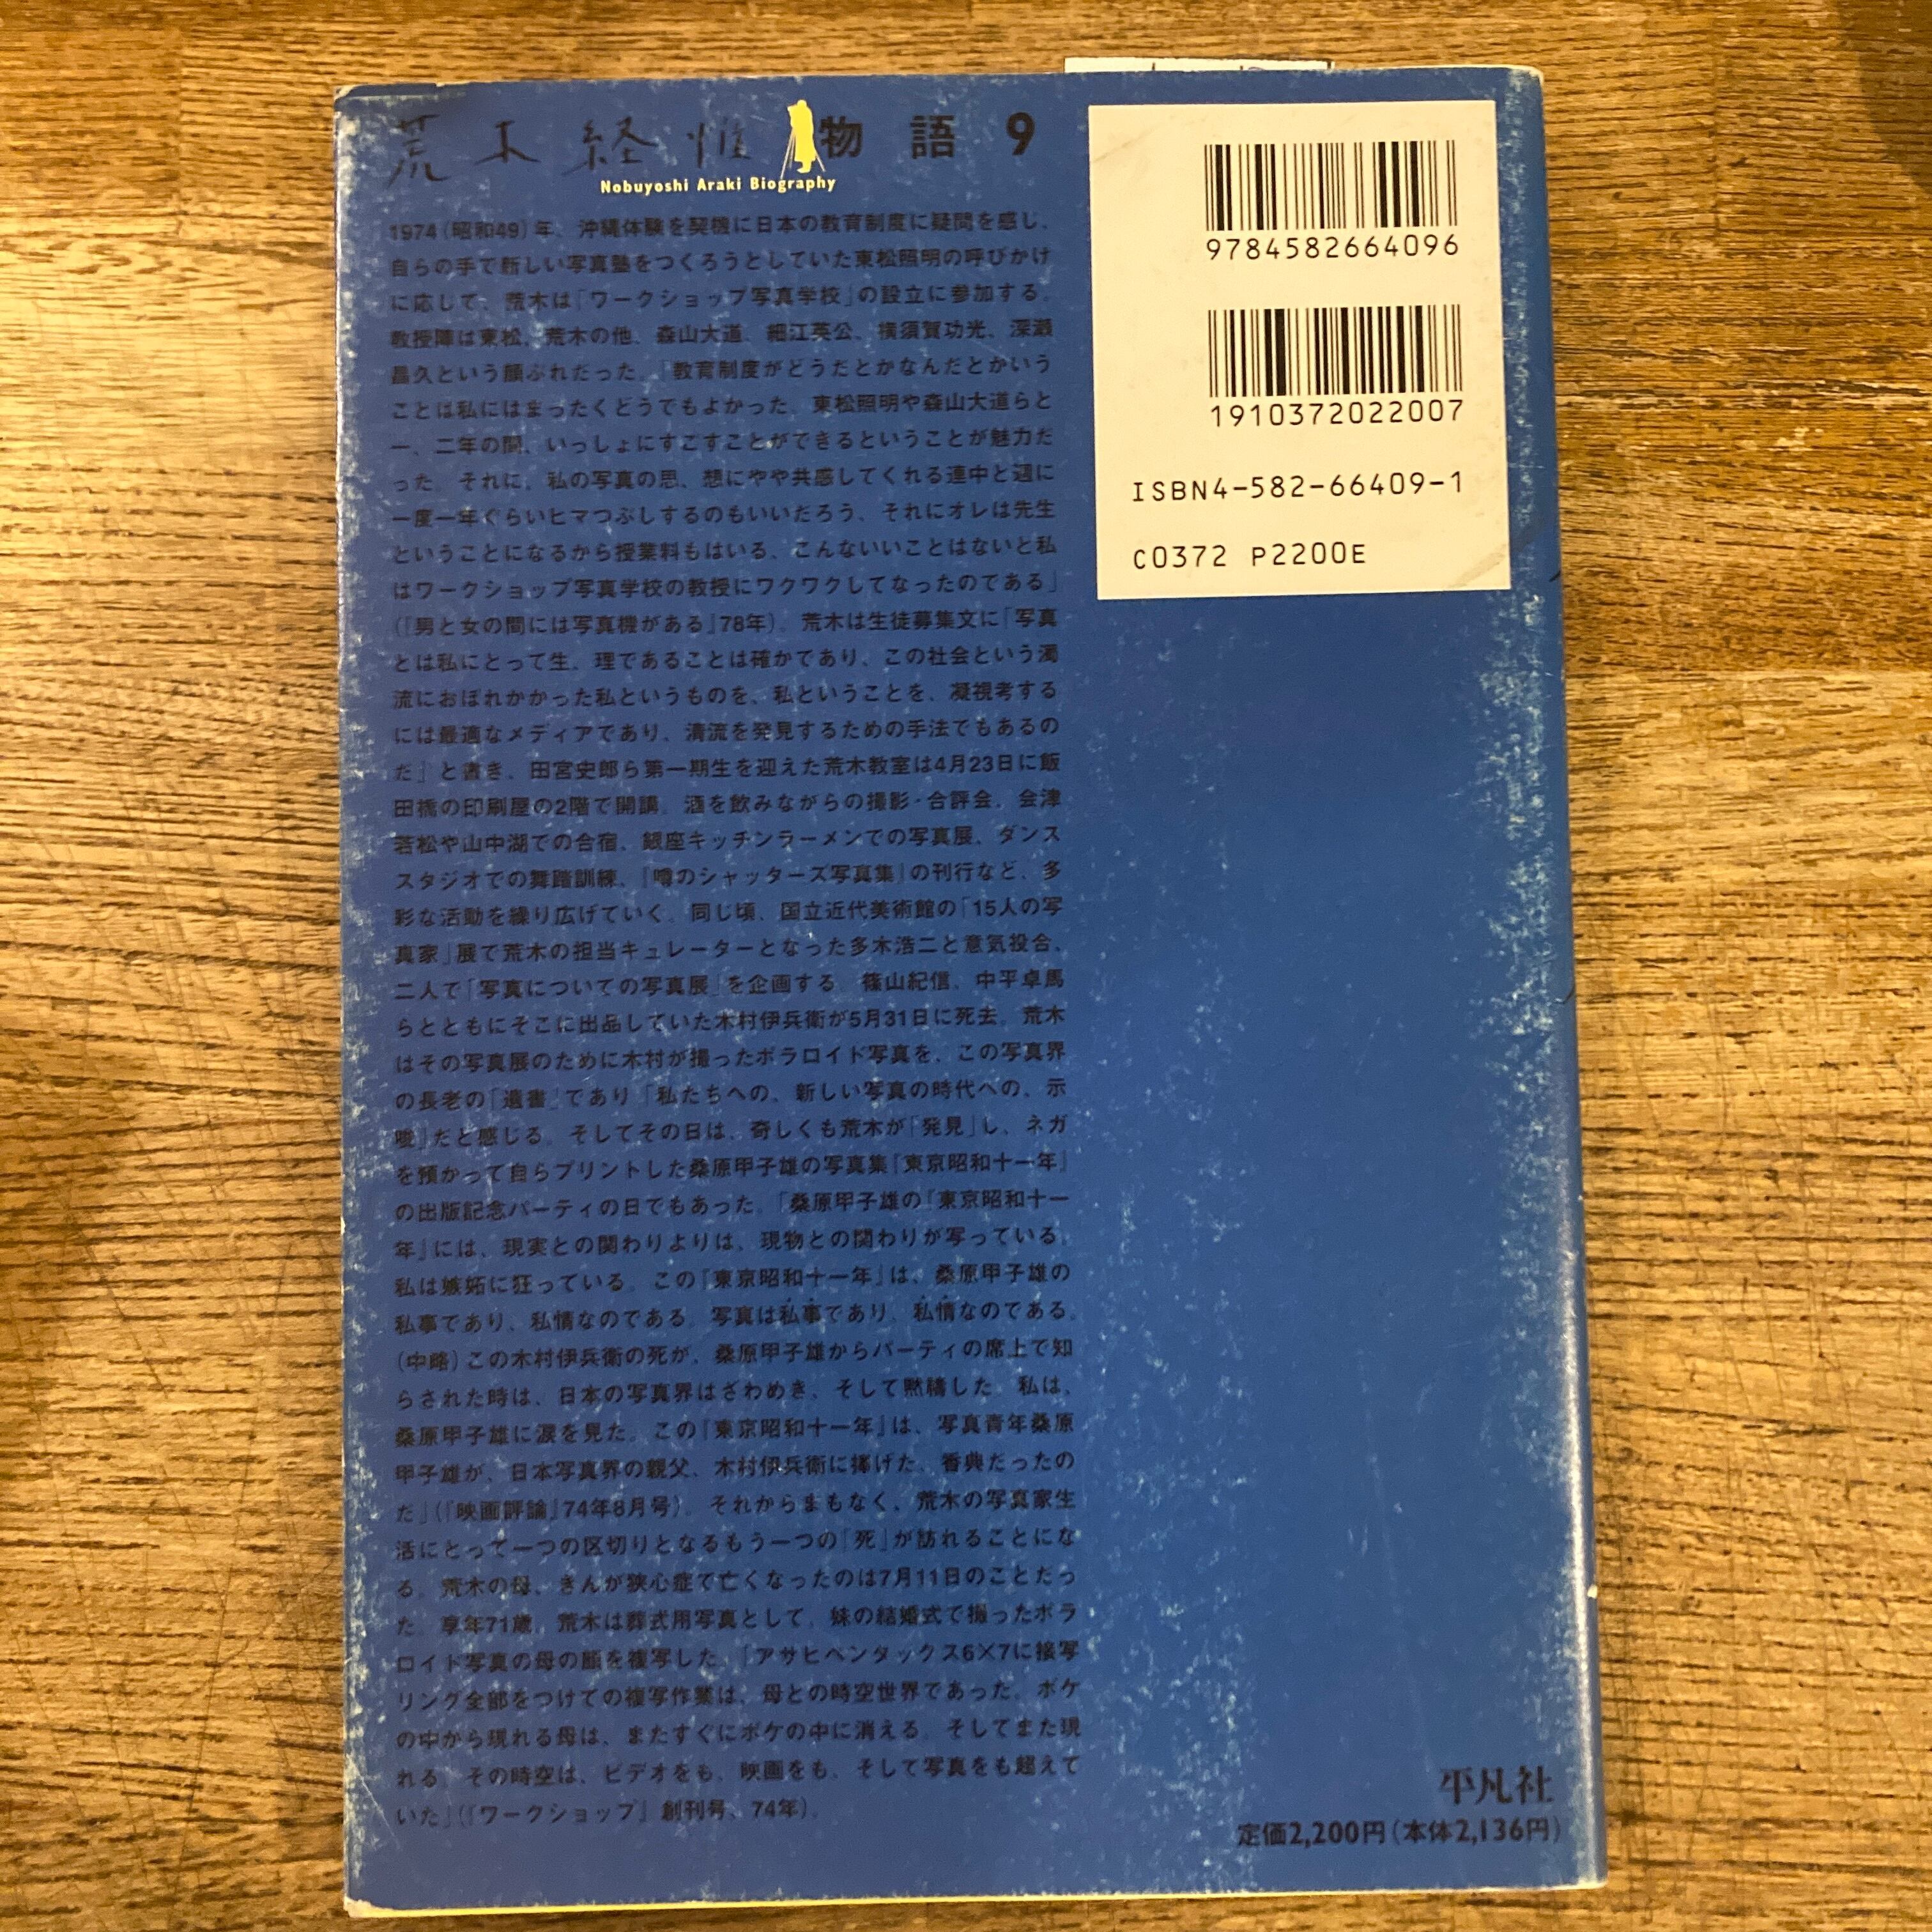 荒木経惟 物語9
Nobuyoshi Araki Biography
1974(昭和49)年、沖縄体験を契機に日本の教育制度に疑問を感じ、
自らの手で新しい写真塾をつくろうとしていた東松照明の呼びかけ
に応じて、荒木は「ワークショップ写真学校」の設立に参加する。
教授陣は東松、荒木の他、森山大道、細江英公、横須賀功光、深瀬
昌久という顔ぶれだった。「教育制度がどうだとかなんだとかいう
ことは私にはまったくどうでもよかった。東松照明や森山大道らと
一、二年の間、いっしょにすごすことができるということが魅力だ
った。それに、私の写真の思、想にやや共感してくれる連中と週に
一度一年ぐらいヒマつぶしするのもいいだろう、それにオレは先生
ということになるから授業料もはいる、こんないいことはないと私
はワークショップ写真学校の教授にワクワクしてなったのである」
(『男と女の間には写真機がある』78年)。荒木は生徒募集文に「写真
とは私にとって生。理であることは確かであり、この社会という濁
流におぼれかかった私というものを、私ということを、凝視考する
には最適なメディアであり、清流を発見するための手法でもあるの
だ」と書き、田宮史郎ら第一期生を迎えた荒木教室は4月23日に飯
田橋の印刷屋の2階で開講。酒を飲みながらの撮影・合評会、会津
若松や山中湖での合宿、銀座キッチンラーメンでの写真展、ダンス
スタジオでの舞踏訓練、『噂のシャッターズ写真集』の刊行など、多
彩な活動を繰り広げていく。同じ頃、国立近代美術館の「15人の写
真家」展で荒木の担当キュレーターとなった多木浩二と意気投合、
二人で「写真についての写真展」を企画する。篠山紀信、中平卓馬
らとともにそこに出品していた木村伊兵衛が5月31日に死去。荒木
はその写真展のために木村が撮ったポラロイド写真を、この写真界
の長老の「遺書」であり「私たちへの、新しい写真の時代への、示
唆」だと感じる。そしてその日は、奇しくも荒木が「発見」し、ネガ
を預かって自らプリントした桑原甲子雄の写真集『東京昭和十一年』
の出版記念パーティの日でもあった。「桑原甲子雄の『東京昭和十一
年』には、現実との関わりよりは、現物との関わりが写っている。
私は嫉妬に狂っている。この『東京昭和十一年』は、桑原甲子雄の
私事であり、私情なのである。写真は私事であり、私情なのである。
(中略)この木村伊兵衛の死が、桑原甲子雄からパーティの席上で知
らされた時は、日本の写真界はざわめき、そして黙禱した。私は、
桑原甲子雄に涙を見た。この『東京昭和十一年』は、写真青年桑原
甲子雄が、日本写真界の親父、木村伊兵衛に捧げた、香典だったの
だ」(『映画評論』74年8月号)。それからまもなく、荒木の写真家生
活にとって一つの区切りとなるもう一つの「死」が訪れることにな
る。荒木の母、きんが狭心症で亡くなったのは7月11日のことだっ
た。享年71歳。荒木は葬式用写真として、妹の結婚式で撮ったポラ
ロイド写真の母の顔を複写した。「アサヒペンタックス6×7に接写
リング全部をつけての複写作業は、母との時空世界であった。ボケ
の中から現れる母は、またすぐにボケの中に消える。そしてまた現
れる。その時空は、ビデオをも、映画をも、そして写真をも超えて
いた」(『ワークショップ』創刊号、74年)。
9784582664096
1910372022007
ISBN4-582-66409-1
C0372 P2200E
平凡社
定価2,200円(本体2,136円)